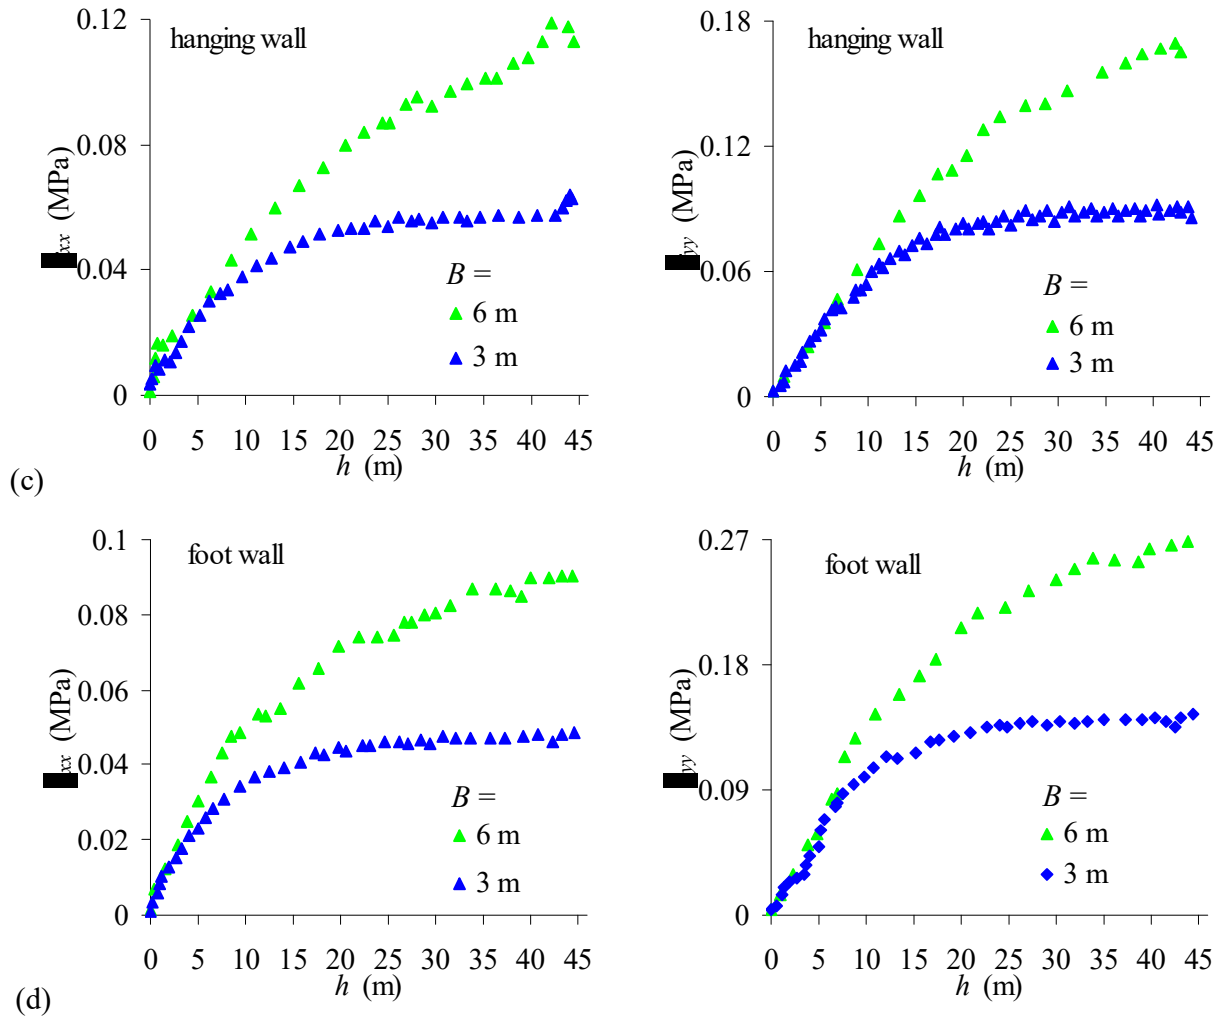 hanging wall
0.12
0.08
0.04
0
xx (MPa)
B =
6 m
3 m
0 5 10 15 20 25 30 35 40 45
h (m)
hanging wall
0.18
0.12
0.06
0
yy (MPa)
B =
6 m
3 m
0 5 10 15 20 25 30 35 40 45
h (m)
(c)
foot wall
0.1
0.08
0.06
0.04
0.02
0
xx (MPa)
B =
6 m
3 m
0 5 10 15 20 25 30 35 40 45
h (m)
foot wall
0.27
0.18
0.09
0
yy (MPa)
B =
6 m
3 m
0 5 10 15 20 25 30 35 40 45
h (m)
(d)